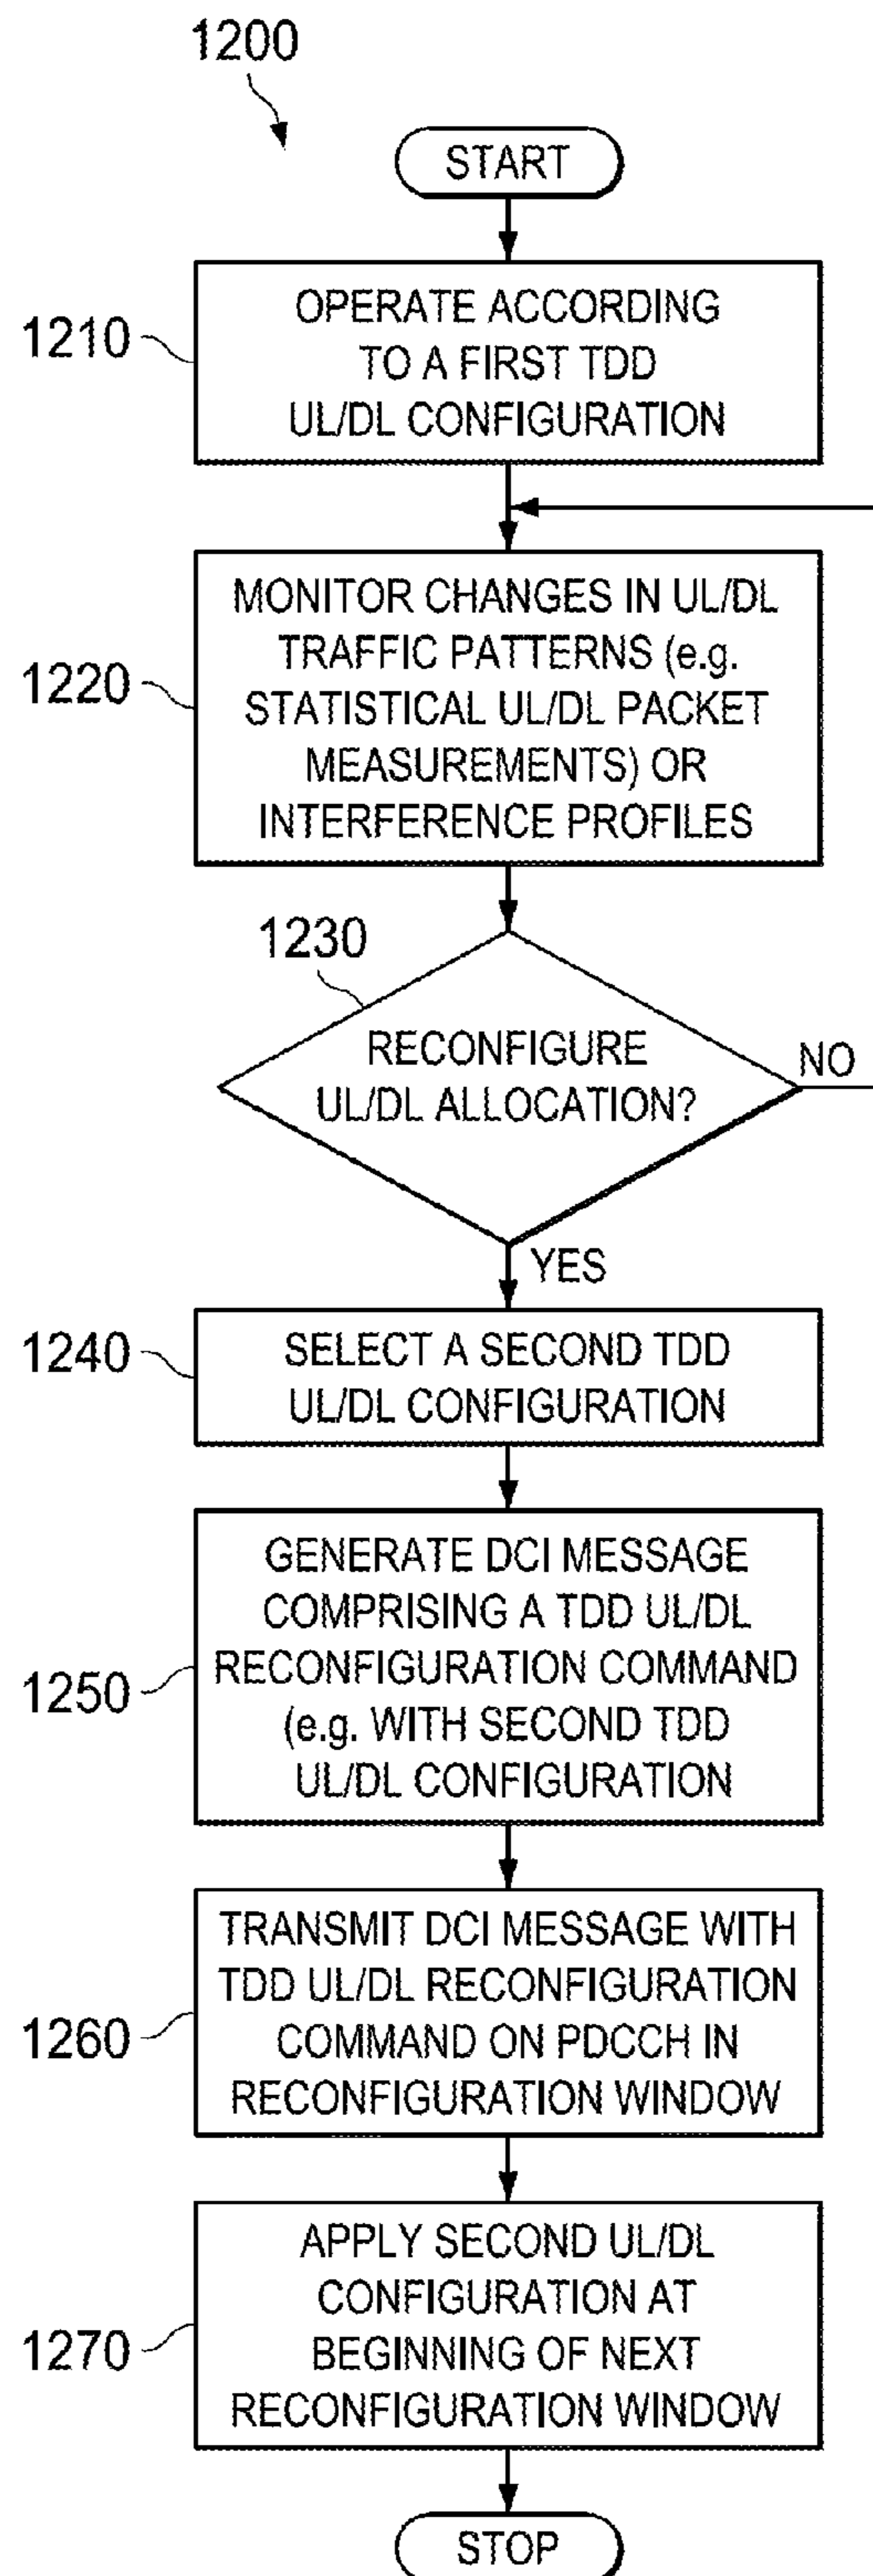 1200
START
1210
OPERATE ACCORDING
TO A FIRST TDD
UL/DL CONFIGURATION
1220
MONITOR CHANGES IN UL/DL
TRAFFIC PATTERNS (e.g.
STATISTICAL UL/DL PACKET
MEASUREMENTS) OR
INTERFERENCE PROFILES
1230
RECONFIGURE
UL/DL ALLOCATION?
NO
YES
1240
SELECT A SECOND TDD
UL/DL CONFIGURATION
1250
GENERATE DCI MESSAGE
COMPRISING A TDD UL/DL
RECONFIGURATION COMMAND
(e.g. WITH SECOND TDD
UL/DL CONFIGURATION
1260
TRANSMIT DCI MESSAGE WITH
TDD UL/DL RECONFIGURATION
COMMAND ON PDCCH IN
RECONFIGURATION WINDOW
1270
APPLY SECOND UL/DL
CONFIGURATION AT
BEGINNING OF NEXT
RECONFIGURATION WINDOW
STOP